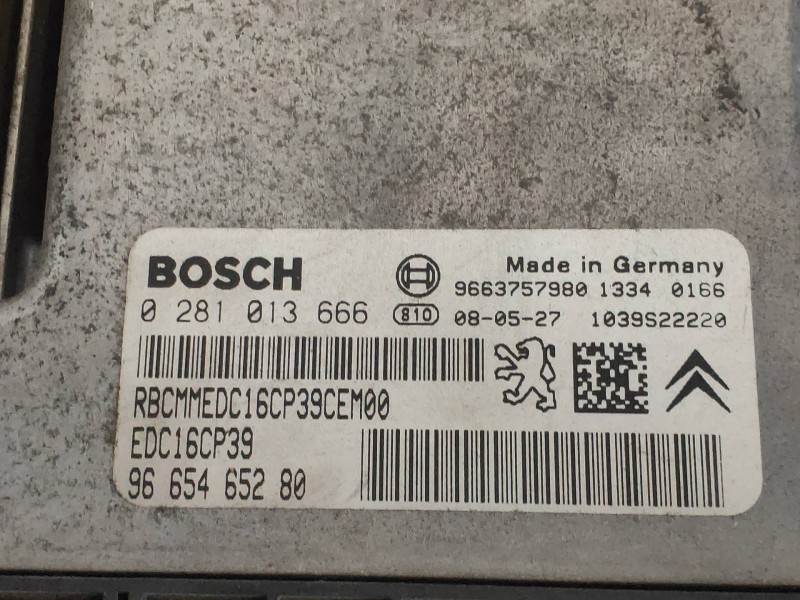 BOSCH
Made in Germany
9663757980 1334 0166
0 281 013 666
810
08-05-27 1039S22220
RBCMMEDC16CP39CEM00
EDC16CP39
96 654 652 80